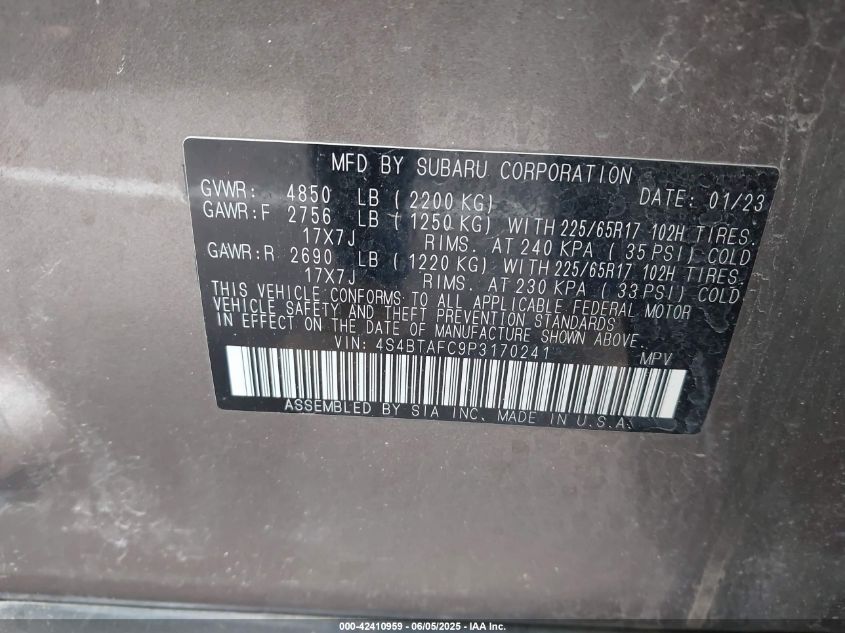 MFD BY SUBARU CORPORATION
GVWR: 4850 LB ( 2200 KG) DATE: 01/23
GAWR:F 2756 LB ( 1250 KG) WITH 225/65R17 102H TIRES.
17X7J RIMS. AT 240 KPA ( 35 PSI) COLD
GAWR:R 2690 LB ( 1220 KG) WITH 225/65R17 102H TIRES.
17X7J RIMS. AT 230 KPA ( 33 PSI) COLD.
THIS VEHICLE CONFORMS TO ALL APPLICABLE FEDERAL MOTOR
VEHICLE SAFETY AND THEFT PREVENTION STANDARDS
IN EFFECT ON THE DATE OF MANUFACTURE SHOWN ABOVE.
VIN: 4S4BTAFC9P3170241 MPV
ASSEMBLED BY SIA INC. MADE IN U.S.A.
000-42410959 - 06/05/2025 - IAA Inc.